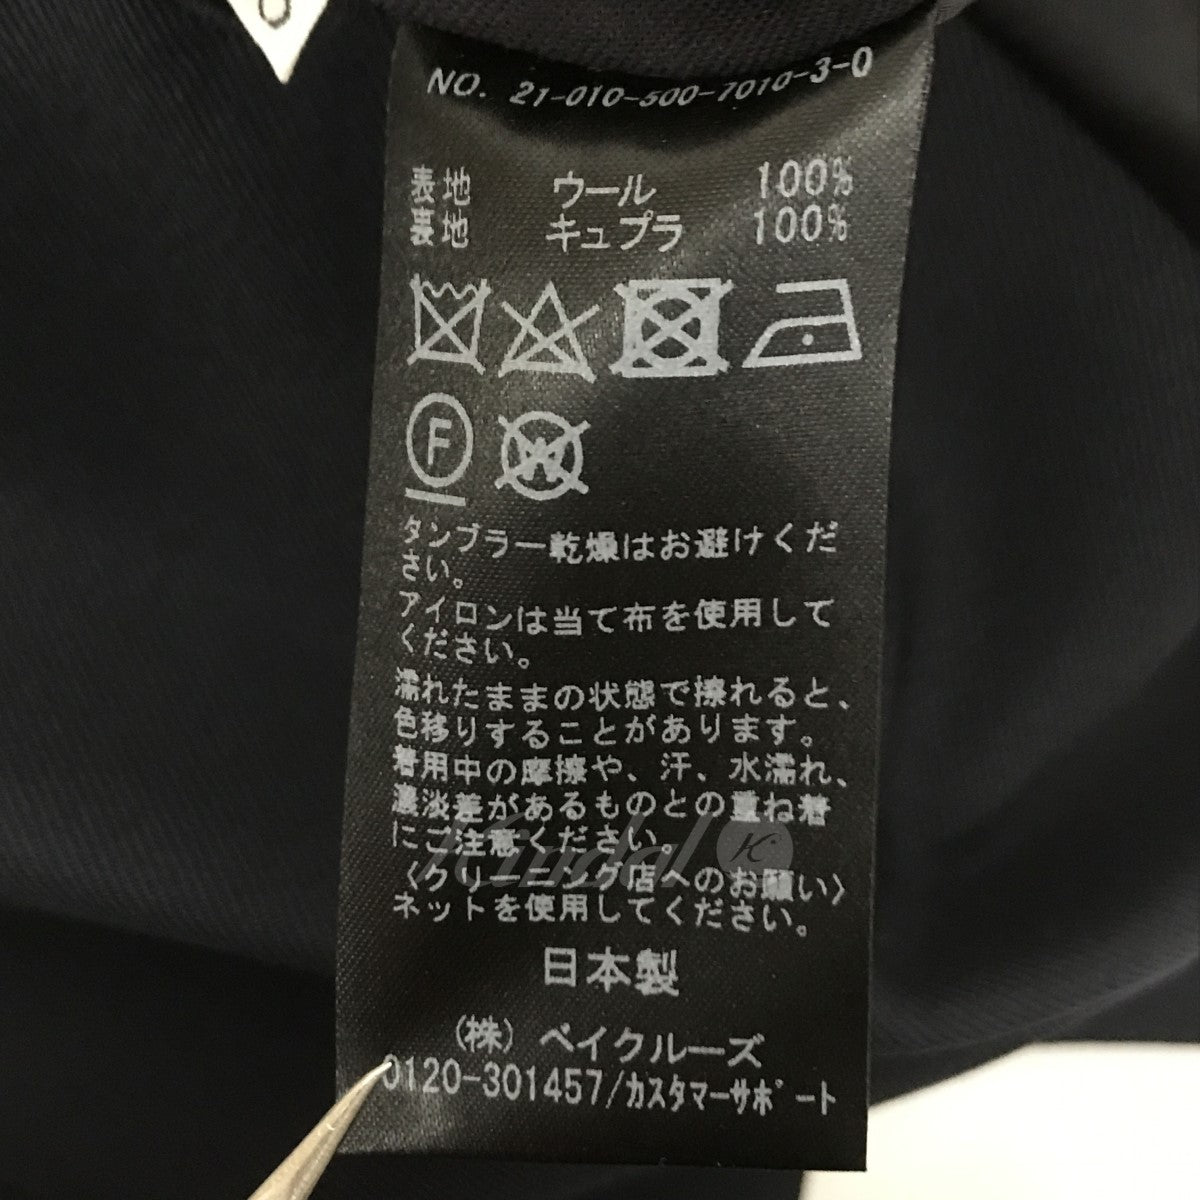 NO. 21-010-500-7010-3-0
表地 ウール 100%
裏地 キュプラ 100%
F W
タンブラー乾燥はお避けくだ
さい。
アイロンは当て布を使用して
ください。
濡れたままの状態で擦れると、
色移りすることがあります。
着用中の摩擦や、汗、水濡れ、
濃淡差があるものとの重ね着
にご注意ください。
Kindal K
〈クリーニング店へのお願い〉
ネットを使用してください。
日本製
(株) ベイクルーズ
0120-301457/カスタマーサポート